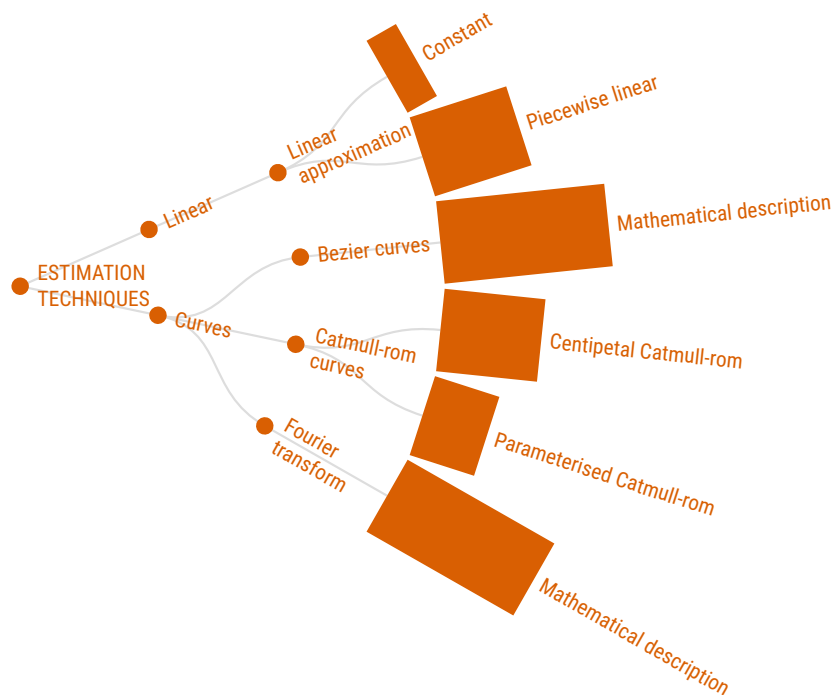 ESTIMATION
TECHNIQUES
Linear
Linear
approximation
Constant
Piecewise linear
Curves
Bezier curves
Mathematical description
Catmull-rom
curves
Centipetal Catmull-rom
Parameterised Catmull-rom
Fourier
transform
Mathematical description